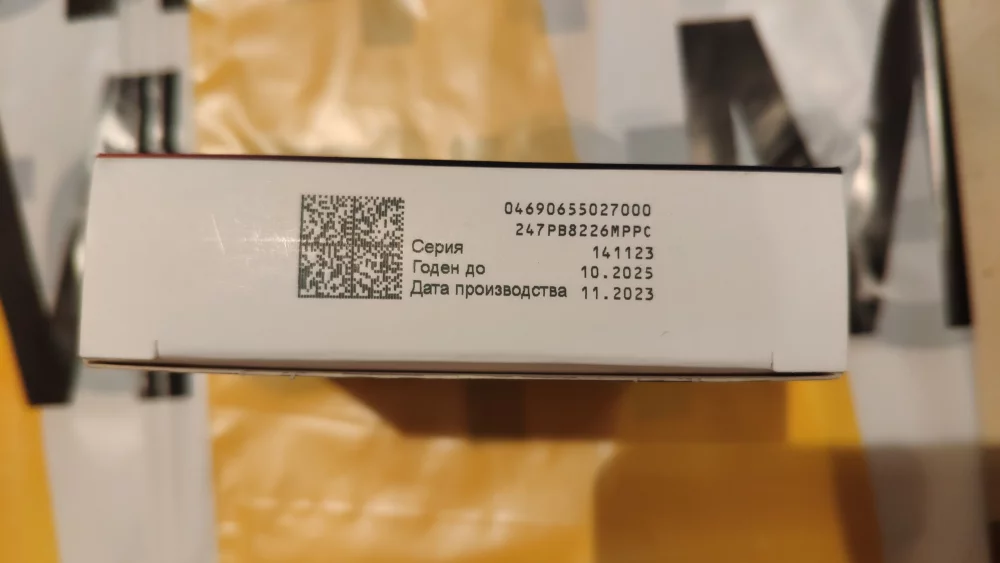 04690655027000
247PB8226MPPC
Серия 141123
Годен до 10.2025
Дата производства 11.2023